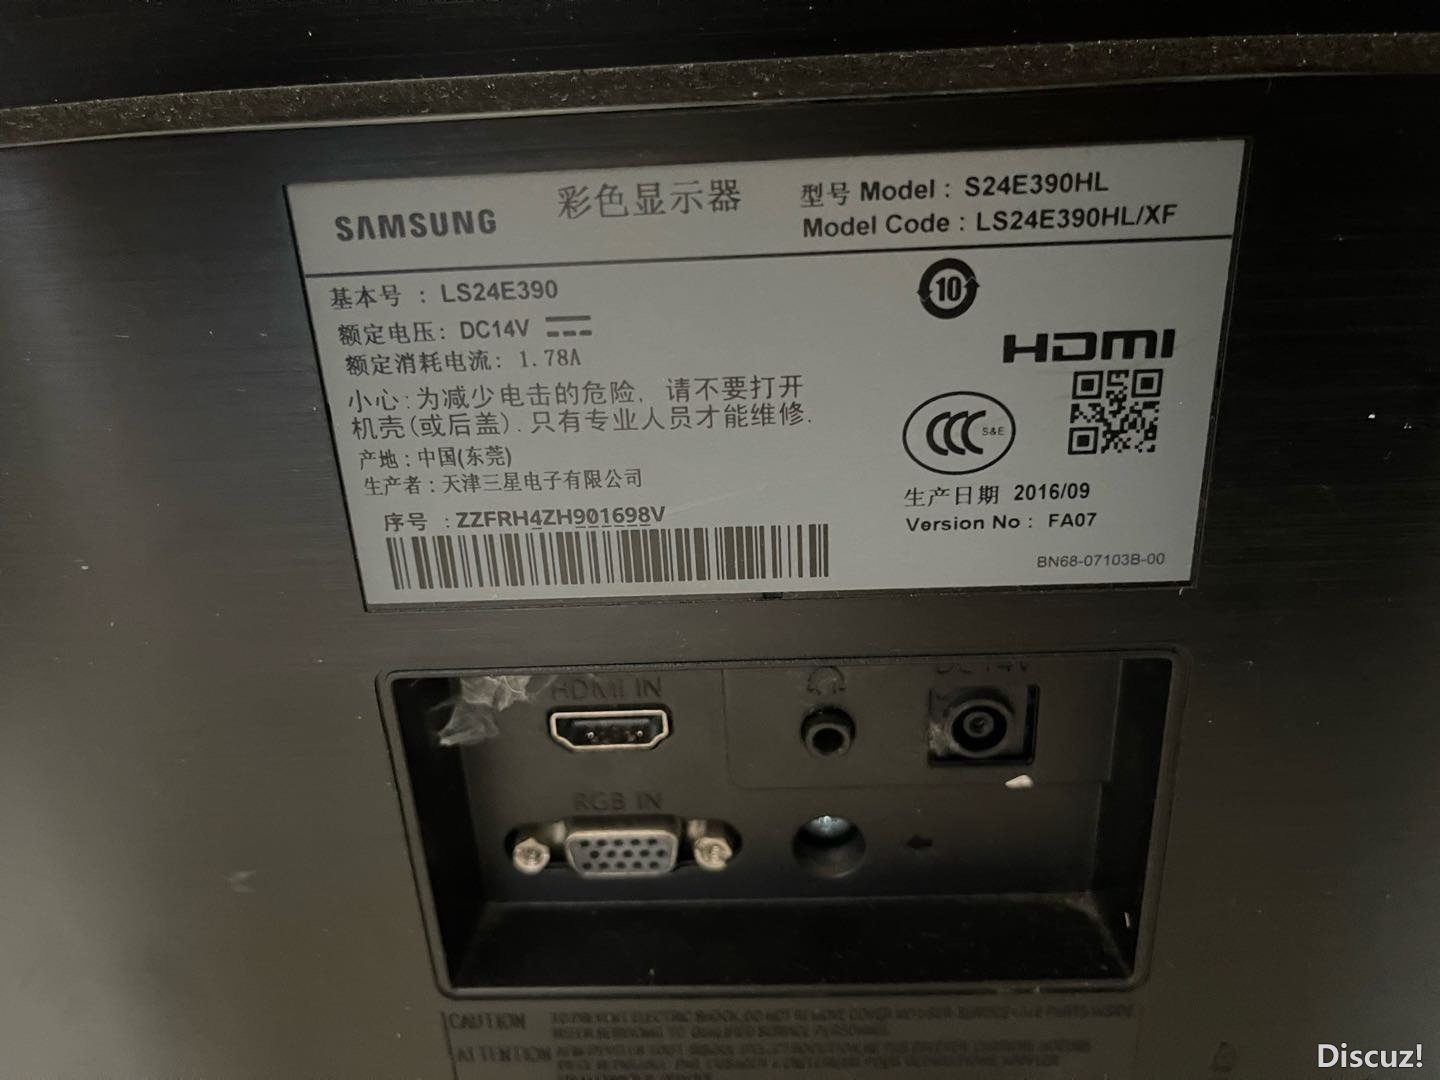 SAMSUNG 彩色显示器 型号 Model : S24E390HL
Model Code : LS24E390HL/XF
基本号 : LS24E390
额定电压: DC14V
额定消耗电流: 1.78A
小心:为减少电击的危险, 请不要打开
机壳(或后盖). 只有专业人员才能维修.
产地:中国(东莞)
生产者:天津三星电子有限公司
序号 :ZZFRH4ZH901698V
10
HDMI
CCC S&E
生产日期 2016/09
Version No : FA07
BN68-07103B-00
HDMI IN
DC14V
RGB IN
CAUTION
ATTENTION
Discuz!